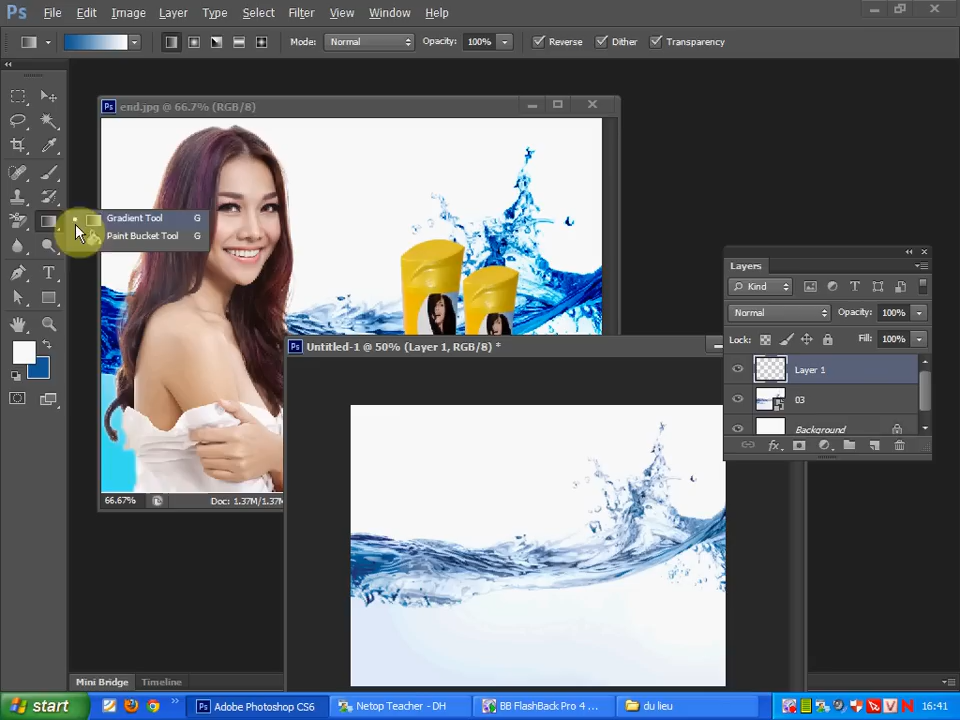 Ps File Edit Image Layer Type Select Filter View Window Help
Mode: Normal Opacity: 100% Reverse Dither Transparency
Ps end.jpg @ 66.7% (RGB/8)
Gradient Tool G
Paint Bucket Tool G
Layers
Kind
Normal Opacity: 100%
Lock: Fill: 100%
Layer 1
03
Background
Ps Untitled-1 @ 50% (Layer 1, RGB/8) *
66.67% Doc: 1.37M/1.37M
Mini Bridge Timeline
start Ps Adobe Photoshop CS6 Netop Teacher - DH BB FlashBack Pro 4 ... du lieu 16:41